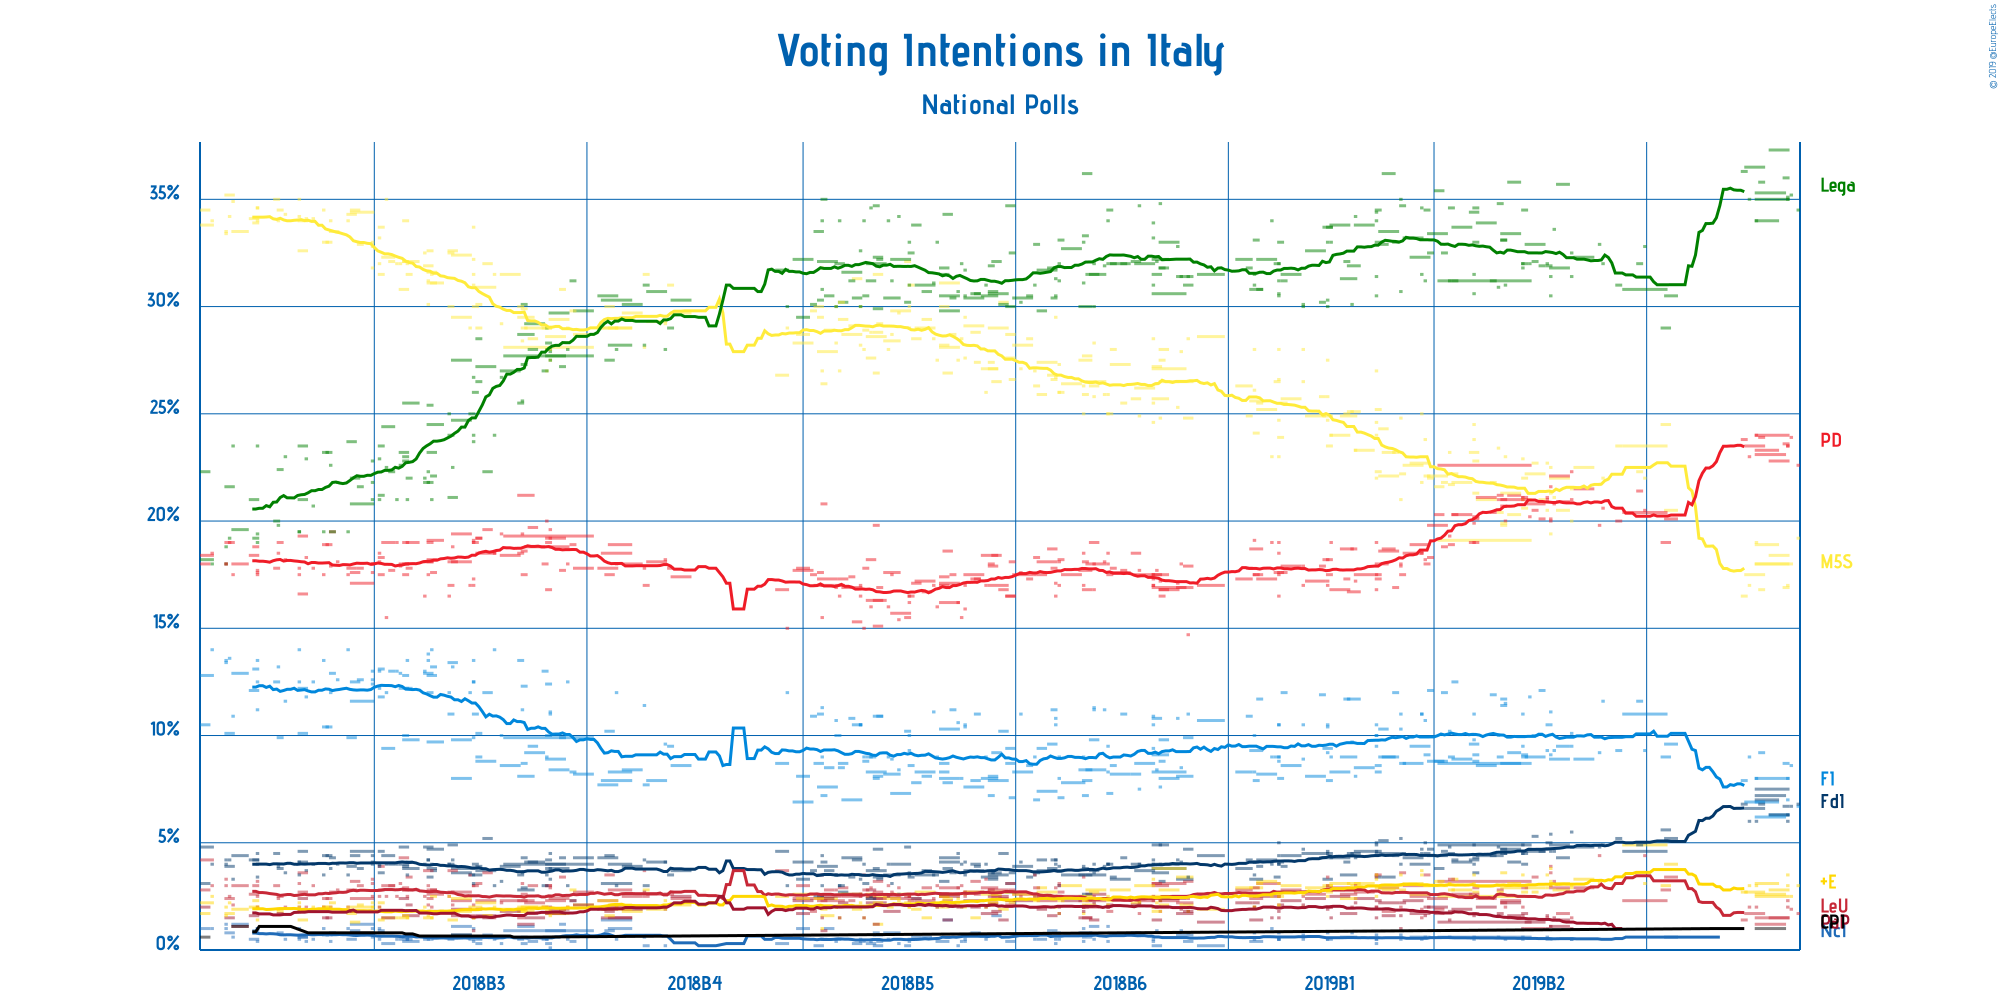 © 2019 @EuropeElects
Voting Intentions in Italy
National Polls
35%
30%
25%
20%
15%
10%
5%
0%
Lega
PD
M5S
FI
FdI
+E
LeU
NcI
2018B3
2018B4
2018B5
2018B6
2019B1
2019B2